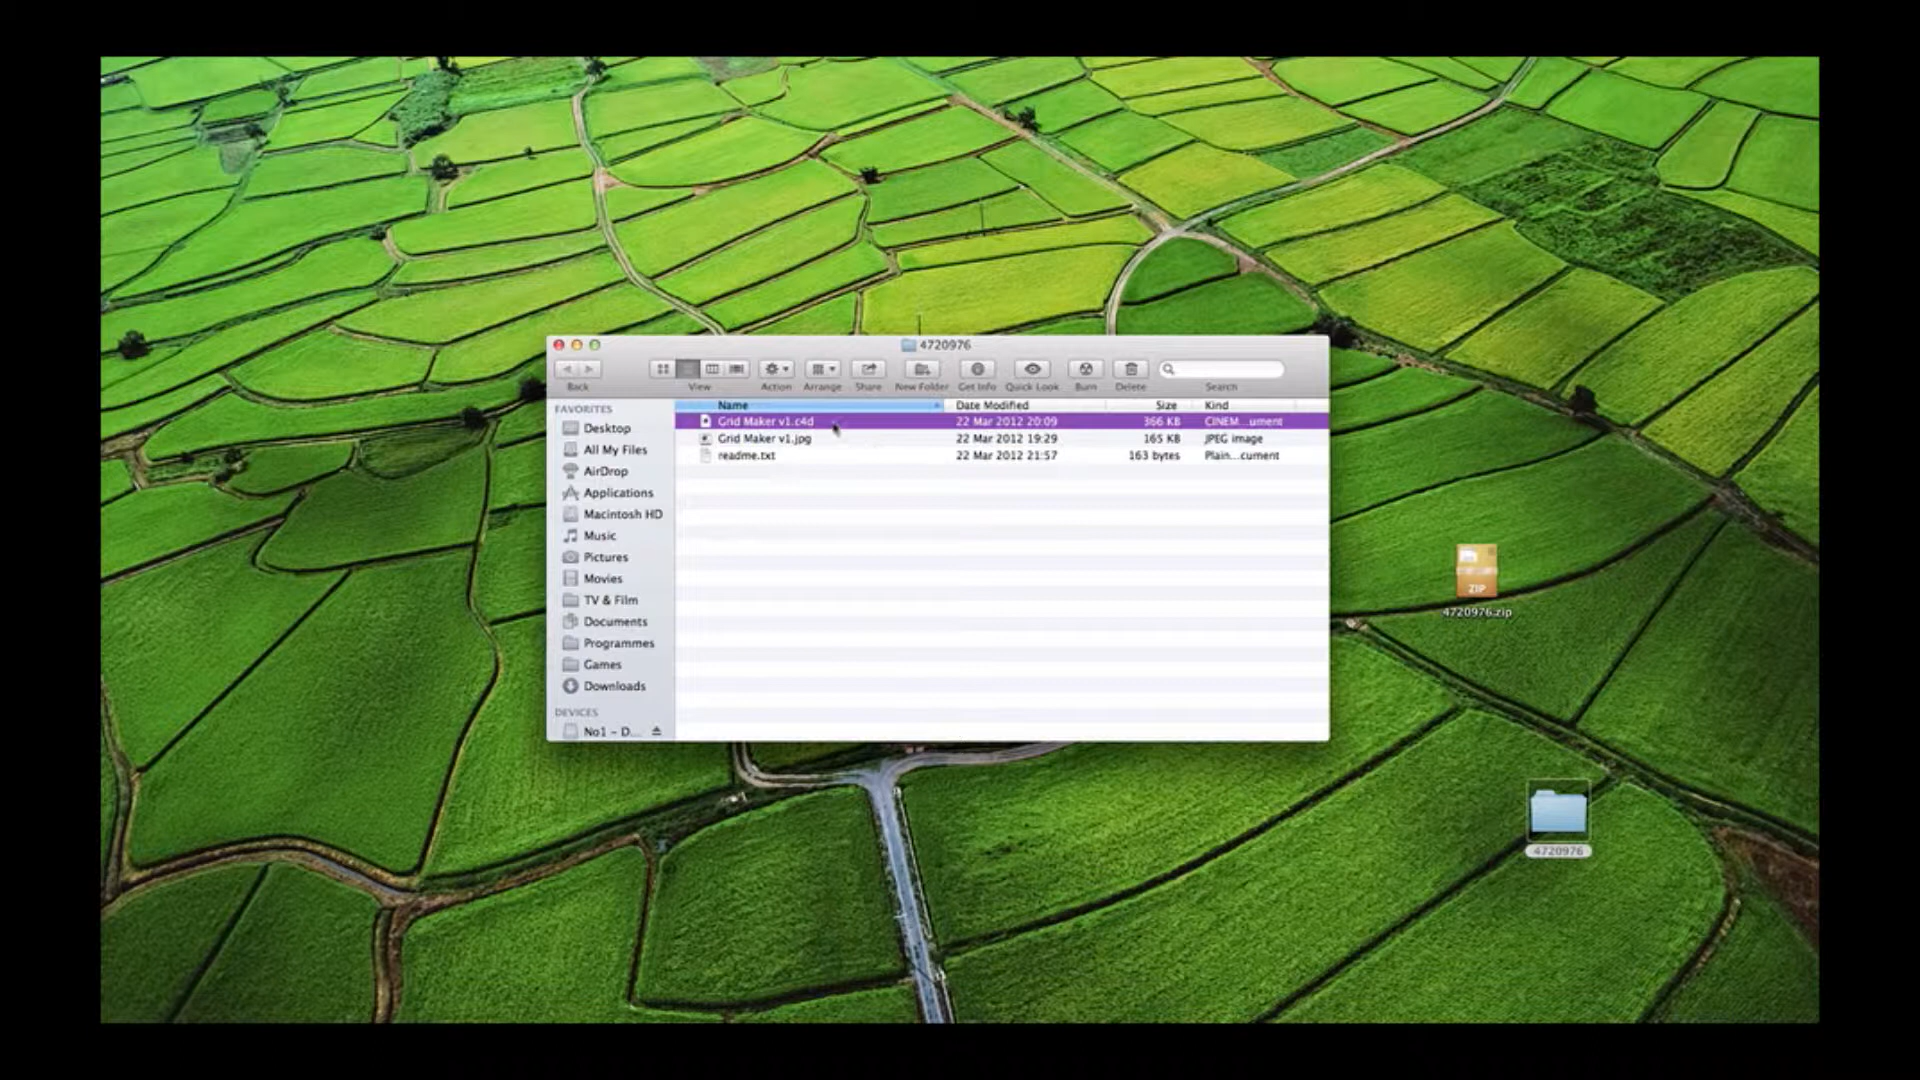 4720976
Back
View
Action
Arrange
Share
New Folder
Get Info
Quick Look
Burn
Delete
Search
FAVORITES
Desktop
All My Files
AirDrop
Applications
Macintosh HD
Music
Pictures
Movies
TV & Film
Documents
Programmes
Games
Downloads
DEVICES
No1 – D...
Name Date Modified Size Kind
Grid Maker v1.c4d 22 Mar 2012 20:09 366 KB CINEM...ument
Grid Maker v1.jpg 22 Mar 2012 19:29 165 KB JPEG image
readme.txt 22 Mar 2012 21:57 163 bytes Plain...cument
ZIP
4720976.zip
4720976